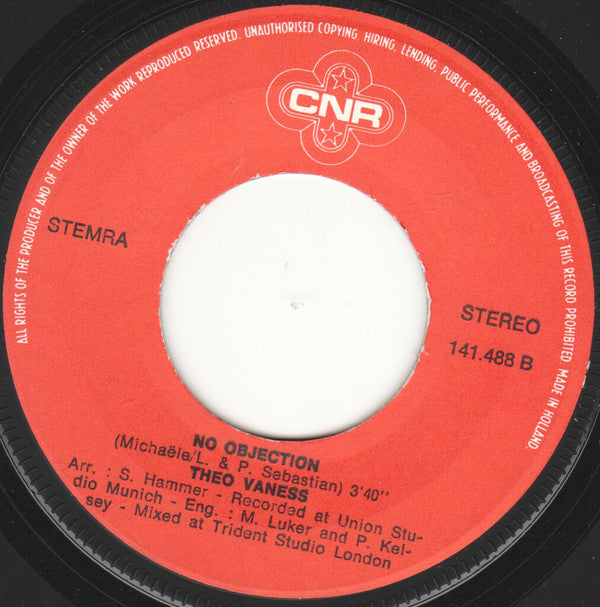 ALL RIGHTS OF THE PRODUCER AND OF THE OWNER OF THE WORK REPRODUCED RESERVED. UNAUTHORISED COPYING, HIRING, LENDING, PUBLIC PERFORMANCE AND BROADCASTING OF THIS RECORD PROHIBITED. MADE IN HOLLAND.
CNR
STEMRA
STEREO
141.488 B
NO OBJECTION
(Michaële/L. & P. Sebastian) 3'40"
THEO VANESS
Arr. : S. Hammer - Recorded at Union Stu-
dio Munich - Eng. : M. Luker and P. Kel-
sey - Mixed at Trident Studio London